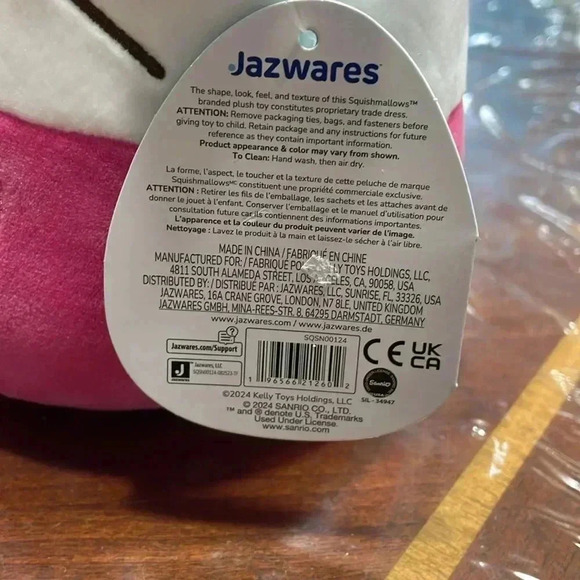 Jazwares
The shape, look, feel, and texture of this Squishmallows™
branded plush toy constitutes proprietary trade dress.
ATTENTION: Remove packaging ties, bags, and fasteners before
giving toy to child. Retain package and any instructions for future
reference as they contain important information.
Product appearance & color may vary from shown.
To Clean: Hand wash, then air dry.
La forme, l'aspect, le toucher et la texture de cette peluche de marque
Squishmallowsᴹᶜ constituent une propriété commerciale exclusive.
ATTENTION : Retirer les fils de l'emballage, les sachets et les attaches avant de
donner le jouet à l'enfant. Conserver l'emballage et le manuel d'utilisation pour
consultation future car ils contiennent des informations importantes.
L'apparence et la couleur du produit peuvent varier de l'image.
Nettoyage : Lavez le produit à la main et laissez-le sécher à l'air libre.
MADE IN CHINA / FABRIQUÉ EN CHINE
MANUFACTURED FOR: / FABRIQUÉ KELLY TOYS HOLDINGS, LLC,
4811 SOUTH ALAMEDA STREET, LOS ANGELES, CA, 90058, USA
DISTRIBUTED BY: / DISTRIBUÉ PAR : JAZWARES, LLC, SUNRISE, FL, 33326, USA
JAZWARES, 16A CRANE GROVE, LONDON, N7 8LE, UNITED KINGDOM
JAZWARES GMBH, MINA-REES-STR. 8, 64295 DARMSTADT, GERMANY
www.jazwares.com / www.jazwares.de
SQSN00124
Jazwares.com/Support
Jazwares, LLC
Jazwares
1 96566 21260 2
CE UK CA
Sanrio
SIL - 34947
©2024 Kelly Toys Holdings, LLC
© 2024 SANRIO CO., LTD.
™ and ® denote U.S. Trademarks
Used Under License.
www.sanrio.com